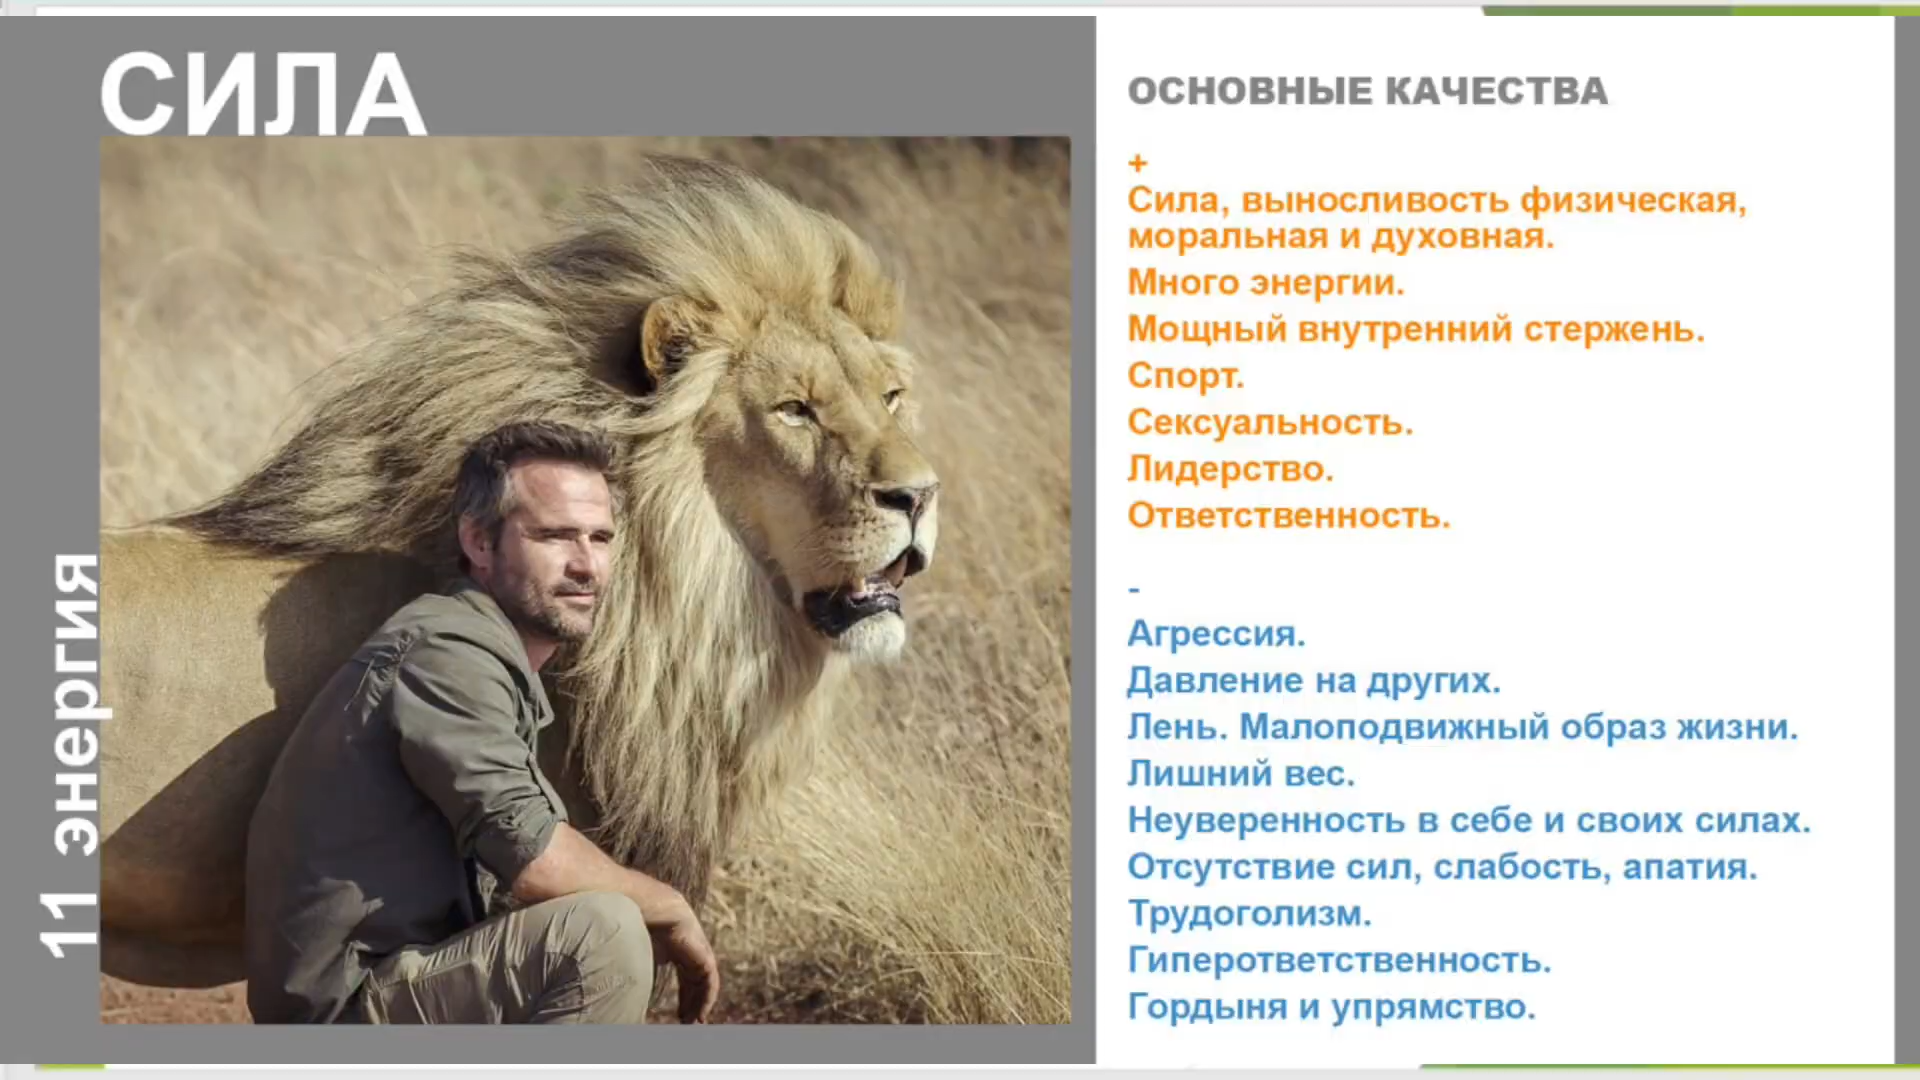 СИЛА
11 энергия
ОСНОВНЫЕ КАЧЕСТВА
+
Сила, выносливость физическая,
моральная и духовная.
Много энергии.
Мощный внутренний стержень.
Спорт.
Сексуальность.
Лидерство.
Ответственность.
-
Агрессия.
Давление на других.
Лень. Малоподвижный образ жизни.
Лишний вес.
Неуверенность в себе и своих силах.
Отсутствие сил, слабость, апатия.
Трудоголизм.
Гиперответственность.
Гордыня и упрямство.